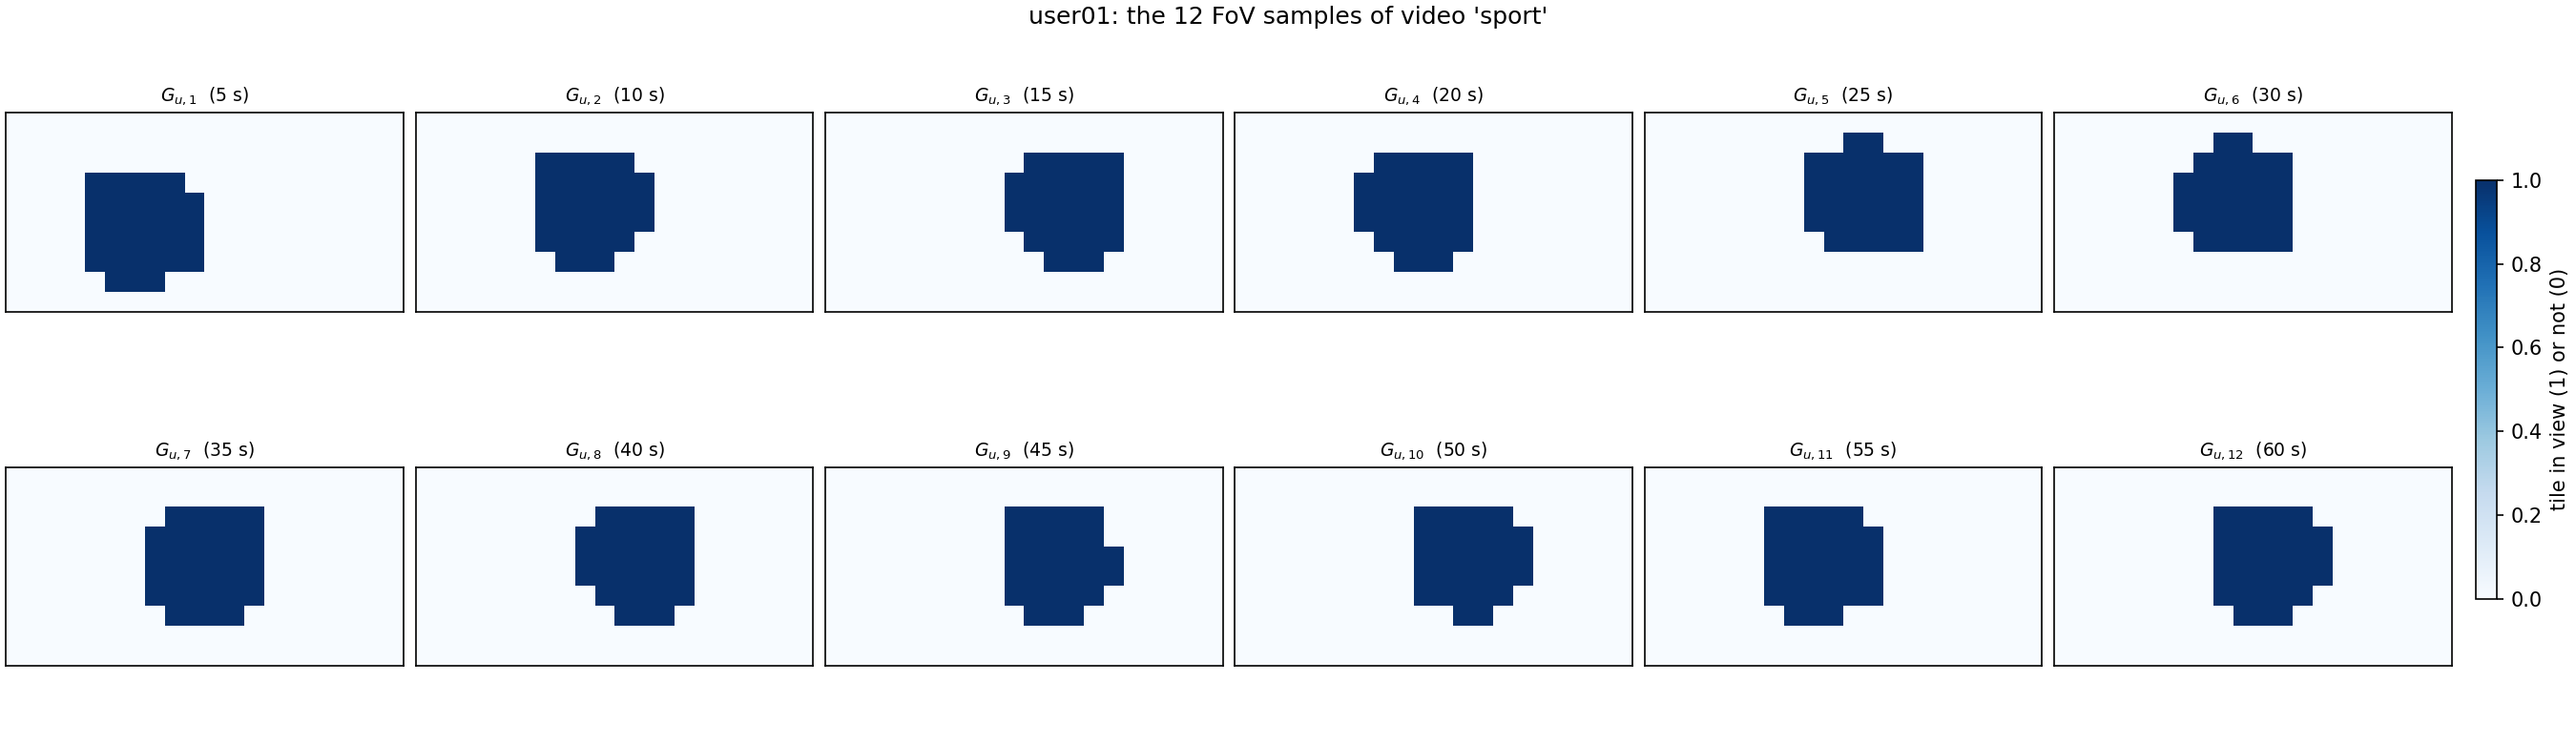 user01: the 12 FoV samples of video 'sport'
G_{u,1} (5 s)
G_{u,2} (10 s)
G_{u,3} (15 s)
G_{u,4} (20 s)
G_{u,5} (25 s)
G_{u,6} (30 s)
G_{u,7} (35 s)
G_{u,8} (40 s)
G_{u,9} (45 s)
G_{u,10} (50 s)
G_{u,11} (55 s)
G_{u,12} (60 s)
1.0
0.8
0.6
0.4
0.2
0.0
tile in view (1) or not (0)